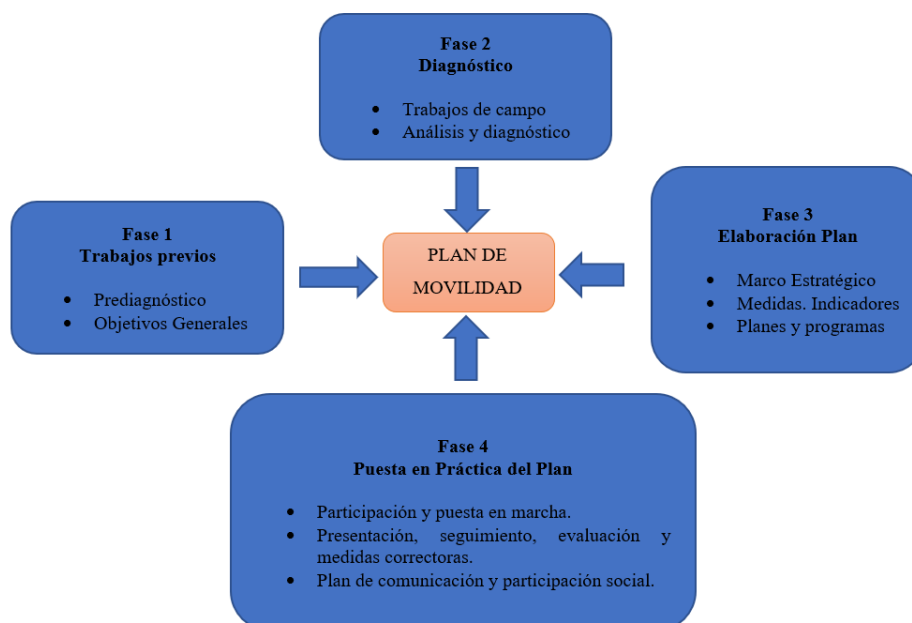 Fase 2
Diagnóstico
• Trabajos de campo
• Análisis y diagnóstico
Fase 1
Trabajos previos
• Prediagnóstico
• Objetivos Generales
PLAN DE
MOVILIDAD
Fase 3
Elaboración Plan
• Marco Estratégico
• Medidas. Indicadores
• Planes y programas
Fase 4
Puesta en Práctica del Plan
• Participación y puesta en marcha.
• Presentación, seguimiento, evaluación y
medidas correctoras.
• Plan de comunicación y participación social.